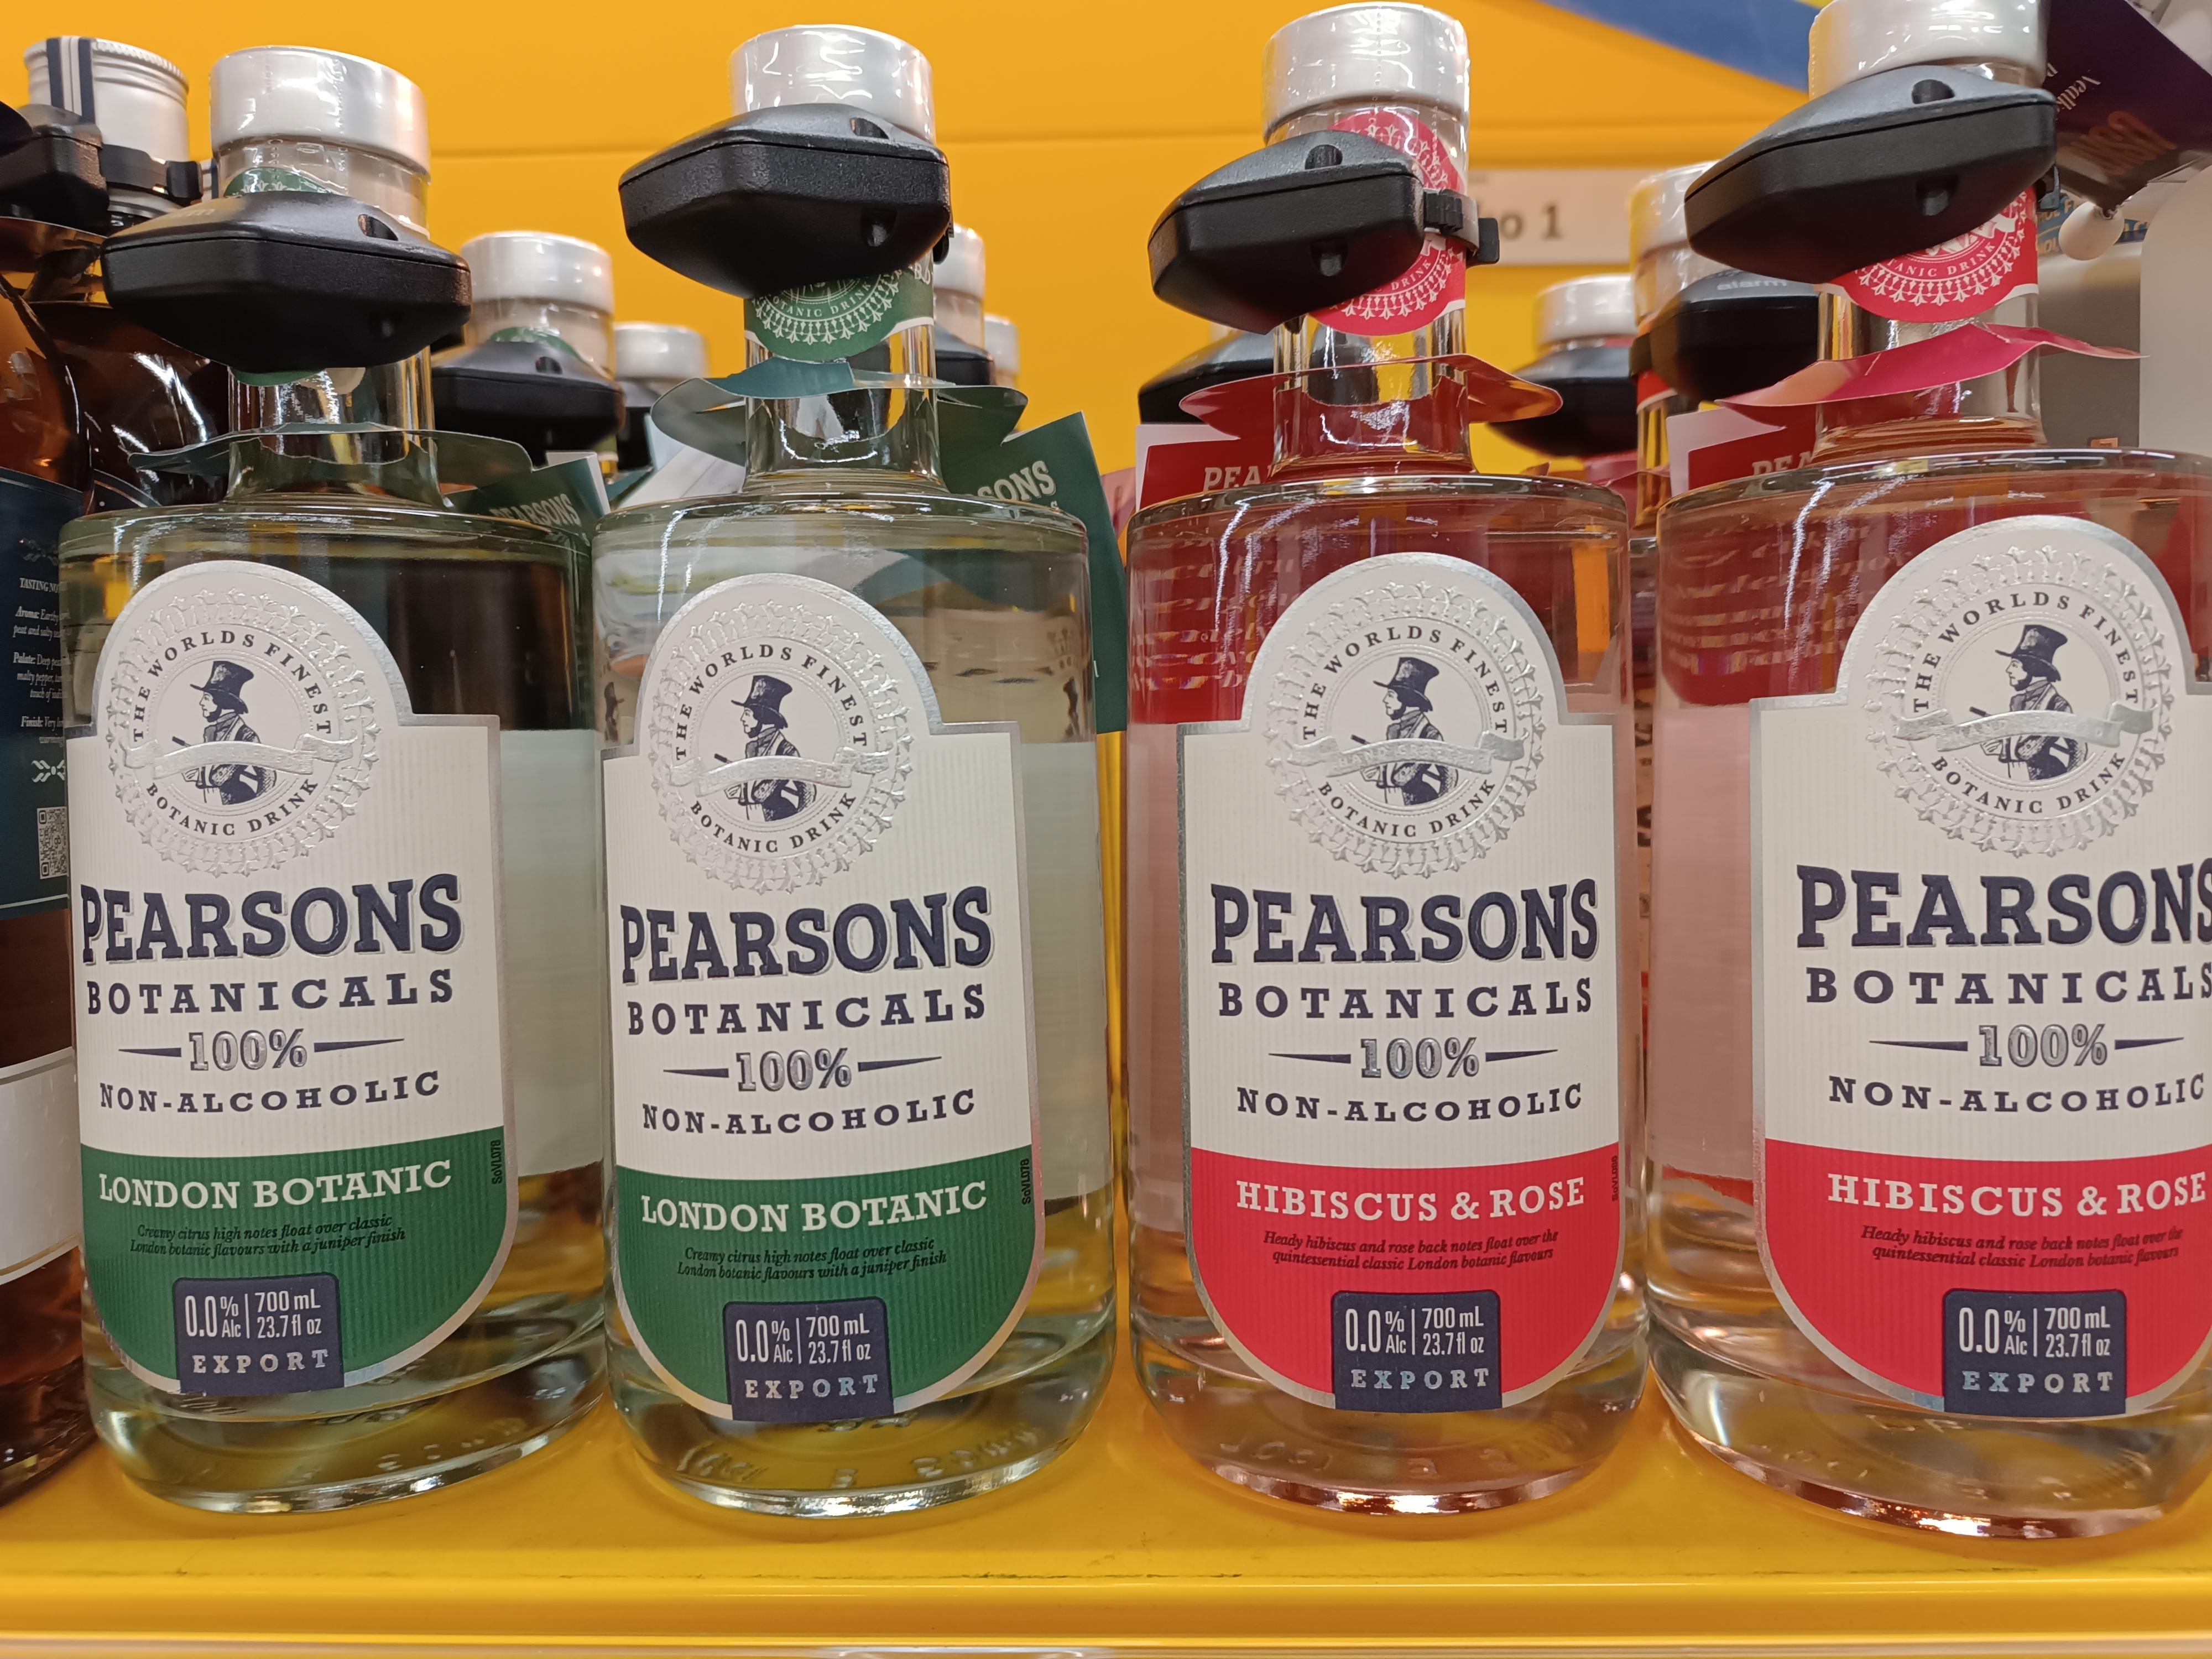 THE WORLDS FINEST
BOTANIC DRINK
PEARSONS
BOTANICALS
100%
NON-ALCOHOLIC
LONDON BOTANIC
Creamy citrus high notes float over classic
London botanic flavours with a juniper finish
0.0% Alc | 700 mL
23.7 fl oz
EXPORT
SoVL078
BOTANIC DRINK
PEARSONS
THE WORLDS FINEST
BOTANIC DRINK
PEARSONS
BOTANICALS
100%
NON-ALCOHOLIC
LONDON BOTANIC
Creamy citrus high notes float over classic
London botanic flavours with a juniper finish
0.0% Alc | 700 mL
23.7 fl oz
EXPORT
SoVL078
THE WORLDS FINEST
BOTANIC DRINK
PEARSONS
BOTANICALS
100%
NON-ALCOHOLIC
HIBISCUS & ROSE
Heady hibiscus and rose back notes float over the
quintessential classic London botanic flavours
0.0% Alc | 700 mL
23.7 fl oz
EXPORT
THE WORLDS FINEST
BOTANIC DRINK
PEARSONS
BOTANICALS
100%
NON-ALCOHOLIC
HIBISCUS & ROSE
Heady hibiscus and rose back notes float over the
quintessential classic London botanic flavours
0.0% Alc | 700 mL
23.7 fl oz
EXPORT